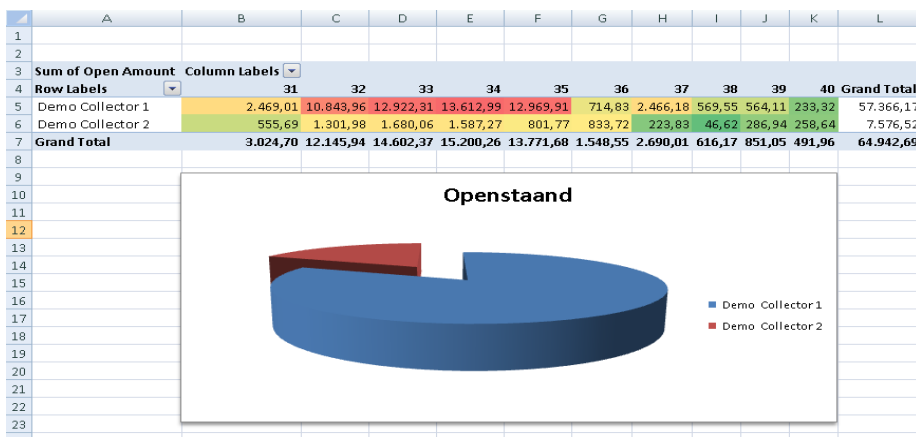 A B C D E F G H I J K L
1
2
3 Sum of Open Amount Column Labels
4 Row Labels 31 32 33 34 35 36 37 38 39 40 Grand Total
5 Demo Collector 1 2.469,01 10.843,96 12.922,31 13.612,99 12.969,91 714,83 2.466,18 569,55 564,11 233,32 57.366,17
6 Demo Collector 2 555,69 1.301,98 1.680,06 1.587,27 801,77 833,72 223,83 46,62 286,94 258,64 7.576,52
7 Grand Total 3.024,70 12.145,94 14.602,37 15.200,26 13.771,68 1.548,55 2.690,01 616,17 851,05 491,96 64.942,69
8
9
10 Openstaand
11
12
13
14
15
16 Demo Collector 1
17 Demo Collector 2
18
19
20
21
22
23